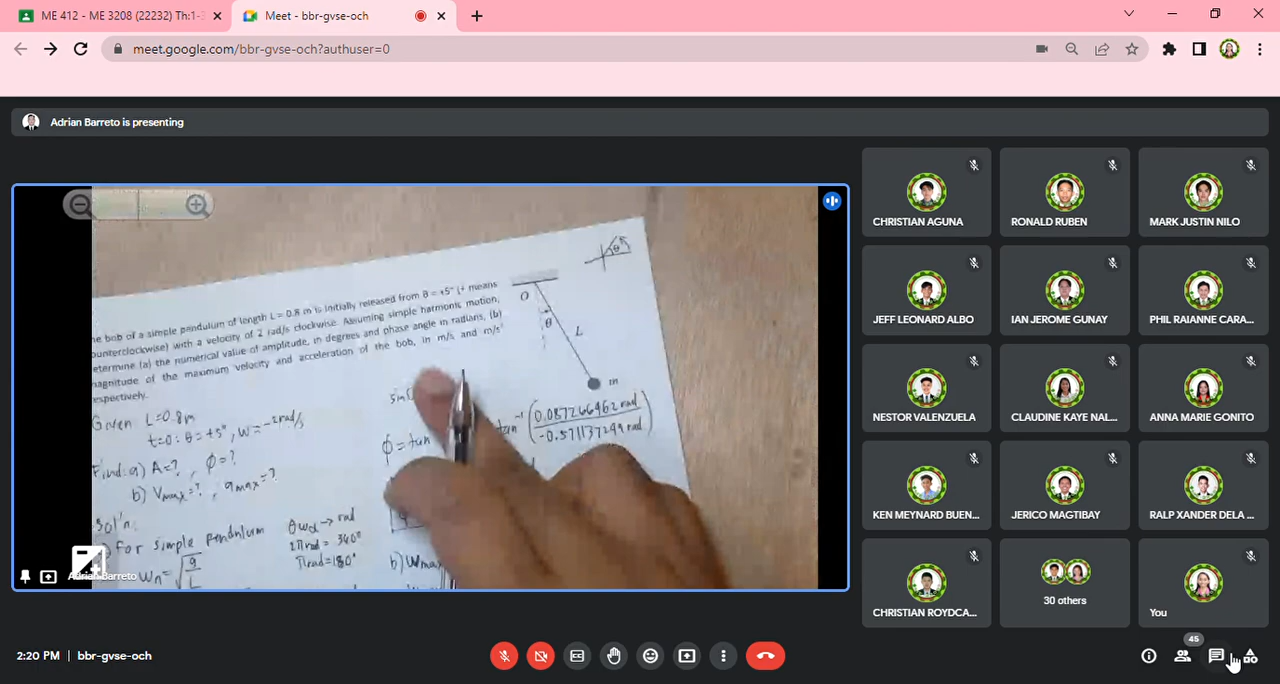 ME 412 - ME 3208 (22232) Th:1-
Meet - bbr-gvse-och
meet.google.com/bbr-gvse-och?authuser=0
Adrian Barreto is presenting
he bob of a simple pendulum of length L = 0.8 m is initially released from θ = +5° (+ means
ounterclockwise) with a velocity of 2 rad/s clockwise. Assuming simple harmonic motion,
etermine (a) the numerical value of amplitude, in degrees and phase angle in radians, (b)
nagnitude of the maximum velocity and acceleration of the bob, in m/s and m/s²
espectively.
O
θ
L
m
θ
Given L=0.8m
t=0: θ=+5°, ω=-2rad/s
Find: a) A=?, ϕ=?
b) Vmax=?, amax=?
sol'n:
For simple pendulum
ωn=√g/L
θωd → rad
2πrad = 360°
πrad=180°
ϕ=tan
tan⁻¹(0.087266462 rad
-0.571137249 rad)
b) ωmax
Adrian Barreto
CHRISTIAN AGUNA
RONALD RUBEN
MARK JUSTIN NILO
JEFF LEONARD ALBO
IAN JEROME GUNAY
PHIL RAIANNE CARA...
NESTOR VALENZUELA
CLAUDINE KAYE NAL...
ANNA MARIE GONITO
KEN MEYNARD BUEN...
JERICO MAGTIBAY
RALP XANDER DELA ...
CHRISTIAN ROYDCA...
30 others
You
2:20 PM | bbr-gvse-och
45